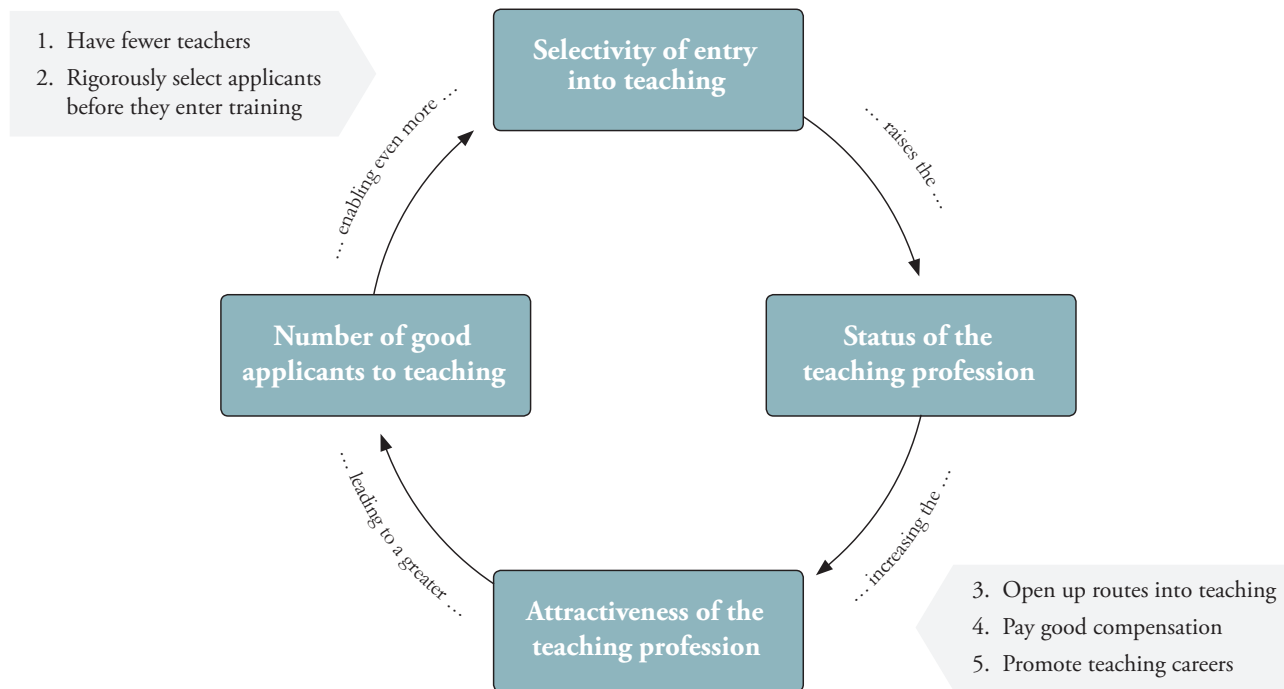 1. Have fewer teachers
2. Rigorously select applicants
before they enter training
Selectivity of entry
into teaching
… enabling even more …
… raises the …
Number of good
applicants to teaching
Status of the
teaching profession
… leading to a greater …
… increasing the …
Attractiveness of the
teaching profession
3. Open up routes into teaching
4. Pay good compensation
5. Promote teaching careers